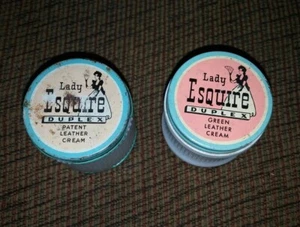 Lady
Esquire
DUPLEX
PATENT
LEATHER
CREAM
Lady
Esquire
DUPLEX
GREEN
LEATHER
CREAM